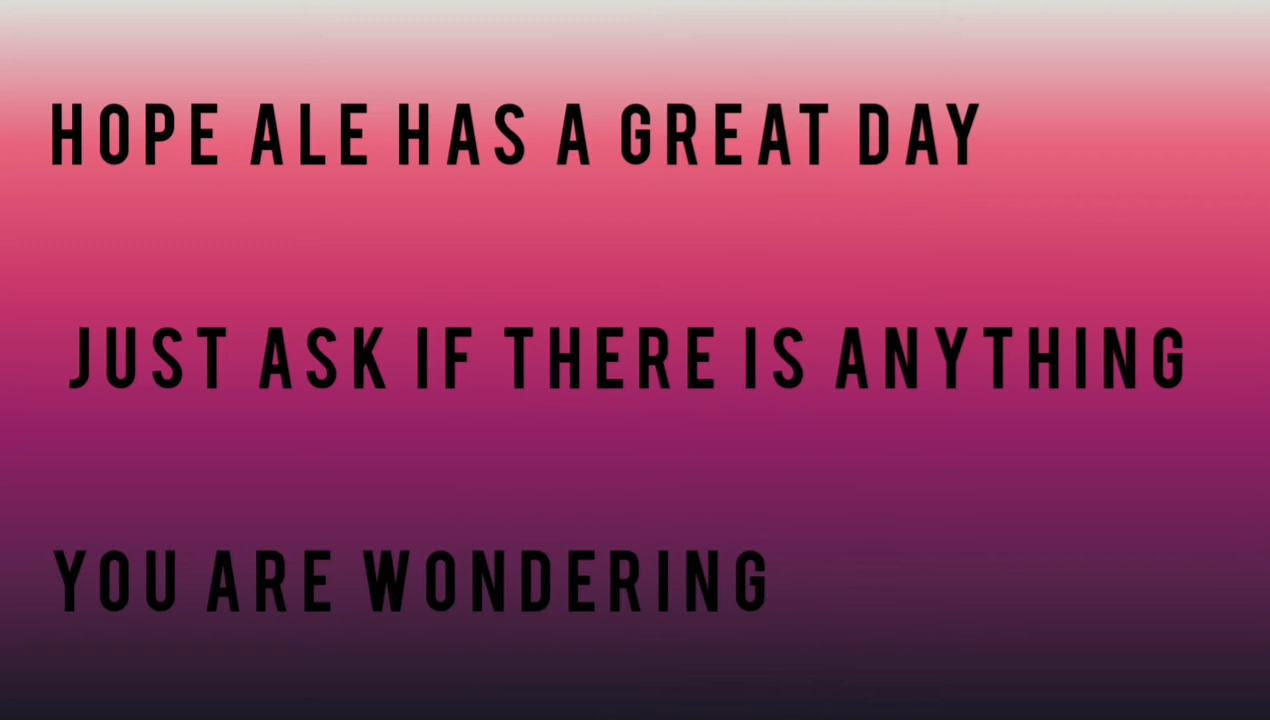 HOPE ALE HAS A GREAT DAY
JUST ASK IF THERE IS ANYTHING
YOU ARE WONDERING